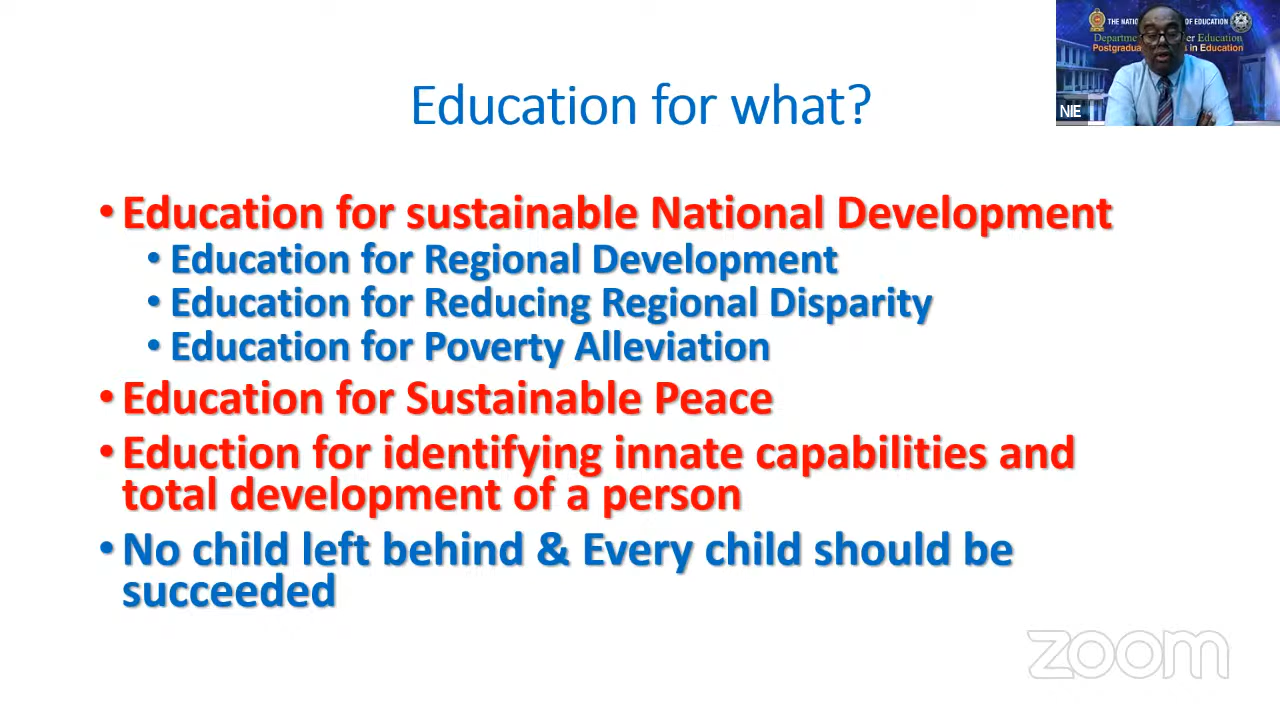 THE NATIO OF EDUCATION
Departme er Education
Postgradua in Education
NIE
Education for what?
• Education for sustainable National Development
• Education for Regional Development
• Education for Reducing Regional Disparity
• Education for Poverty Alleviation
• Education for Sustainable Peace
• Eduction for identifying innate capabilities and
total development of a person
• No child left behind & Every child should be
succeeded
zoom